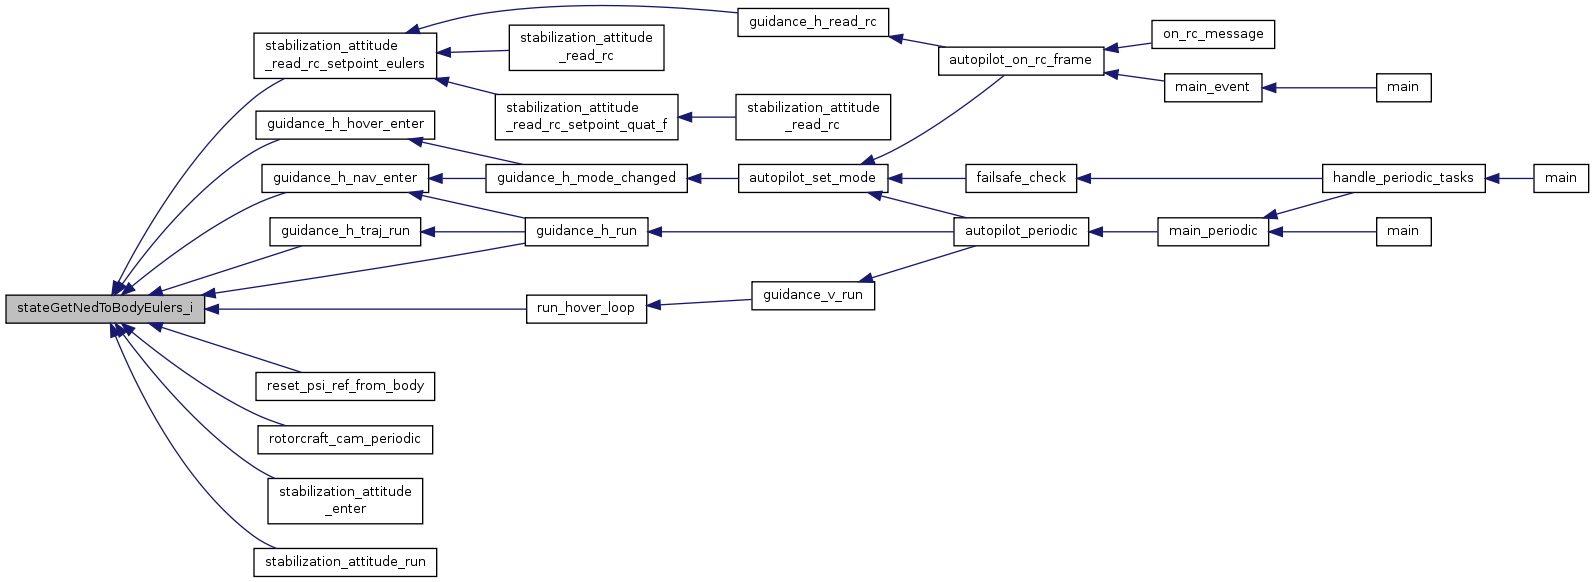 stateGetNedToBodyEulers_i
stabilization_attitude
_read_rc_setpoint_eulers
guidance_h_hover_enter
guidance_h_nav_enter
guidance_h_traj_run
reset_psi_ref_from_body
rotorcraft_cam_periodic
stabilization_attitude
_enter
stabilization_attitude_run
stabilization_attitude
_read_rc
stabilization_attitude
_read_rc_setpoint_quat_f
guidance_h_mode_changed
guidance_h_run
run_hover_loop
guidance_h_read_rc
stabilization_attitude
_read_rc
autopilot_set_mode
guidance_v_run
autopilot_on_rc_frame
failsafe_check
autopilot_periodic
on_rc_message
main_event
main_periodic
main
handle_periodic_tasks
main
main